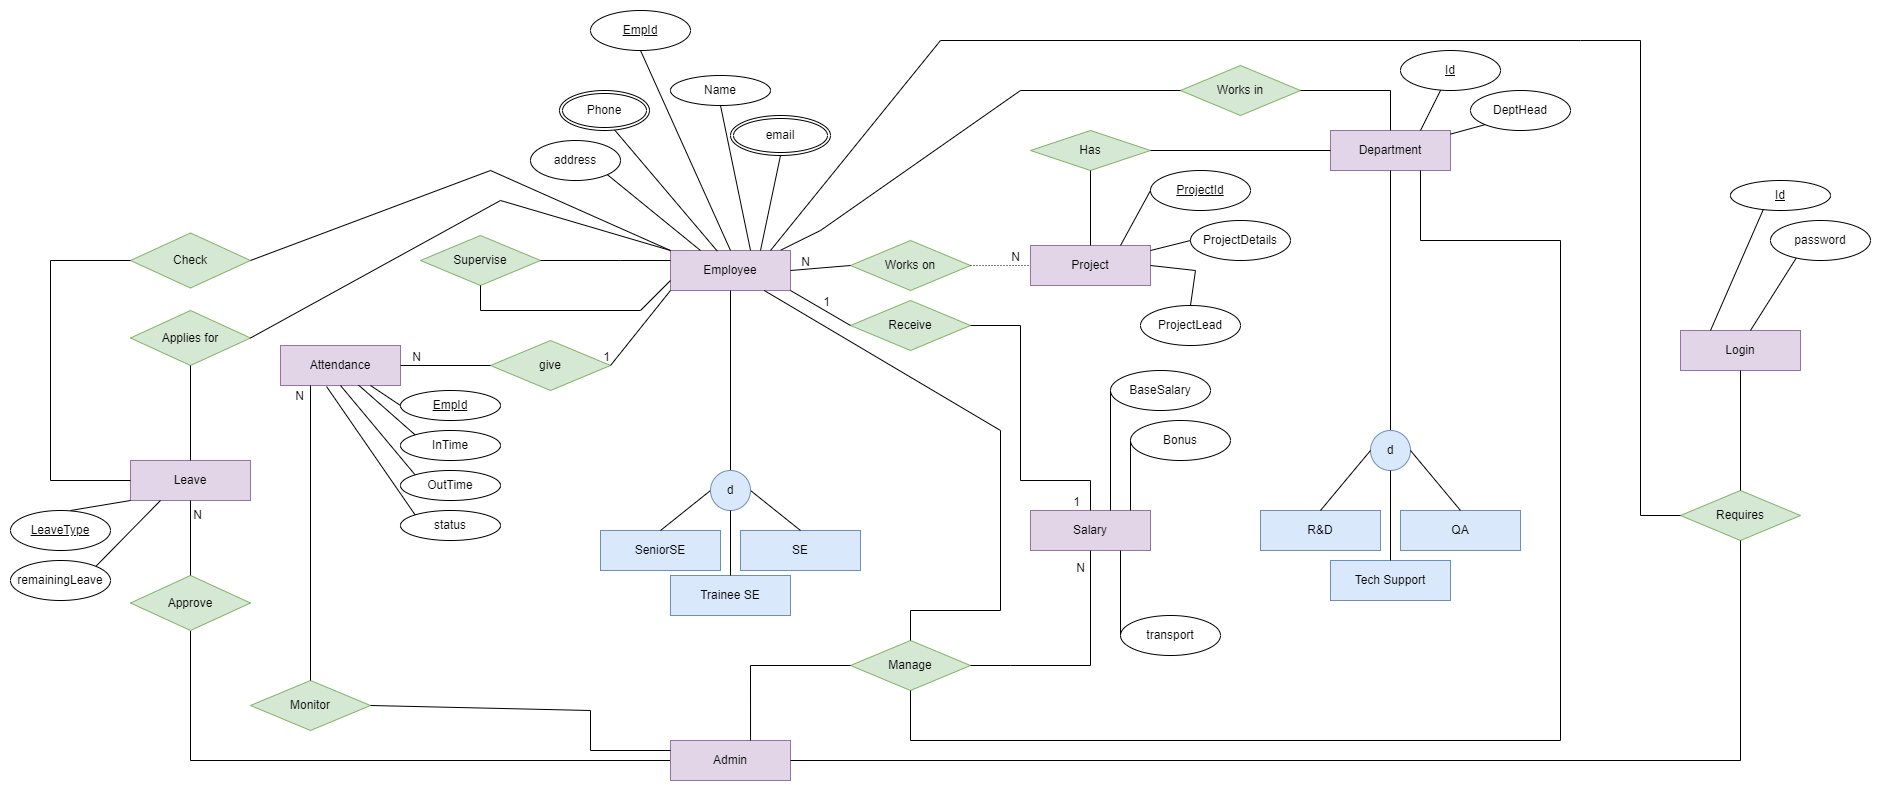 EmpId
Name
Phone
email
address
Works in
Id
DeptHead
Has
Department
ProjectId
Id
ProjectDetails
password
Check
Supervise
Employee
N
Works on
N
Project
1
Receive
ProjectLead
Applies for
Attendance
N
give
1
Login
N
EmpId
BaseSalary
InTime
Bonus
d
Leave
OutTime
d
1
N
LeaveType
status
Salary
R&D
QA
Requires
SeniorSE
SE
N
remainingLeave
Trainee SE
Tech Support
Approve
transport
Manage
Monitor
Admin